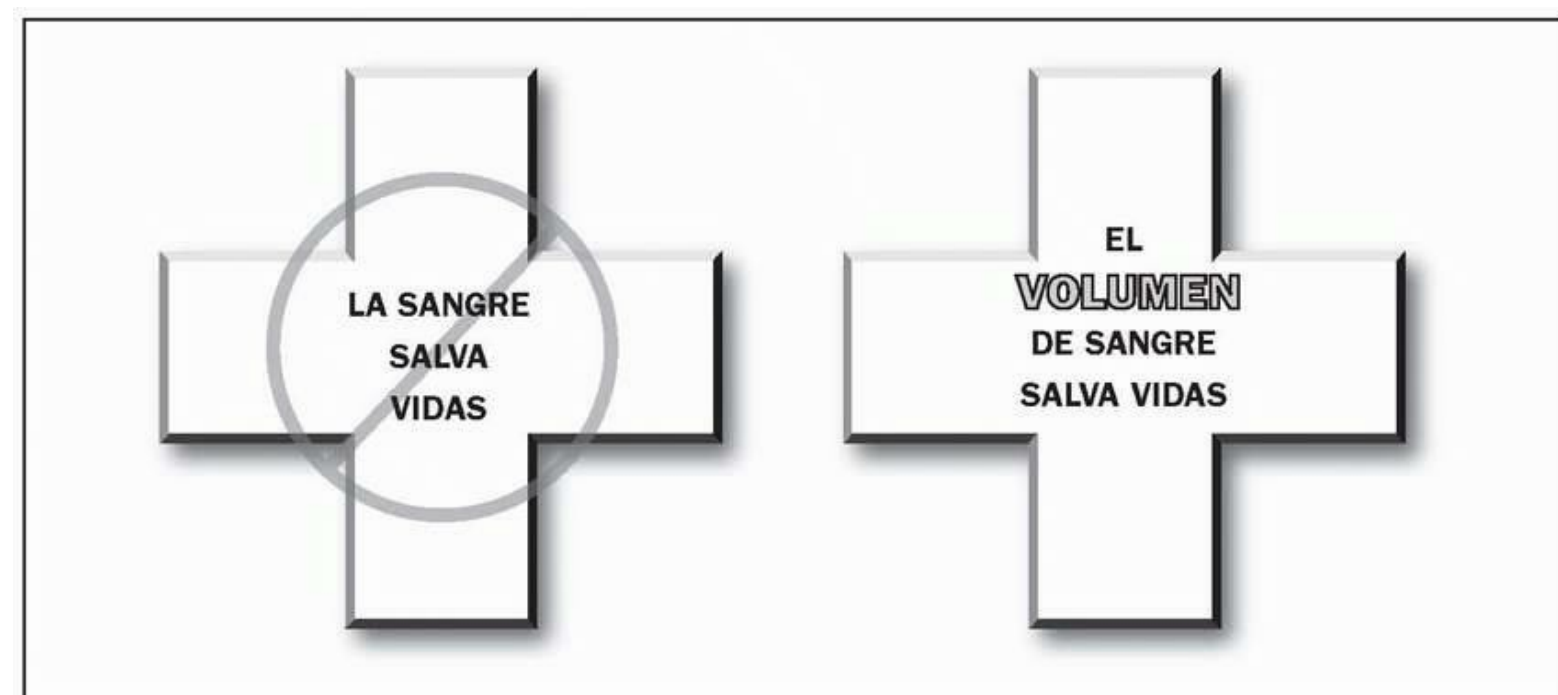 LA SANGRE
SALVA
VIDAS
EL
VOLUMEN
DE SANGRE
SALVA VIDAS